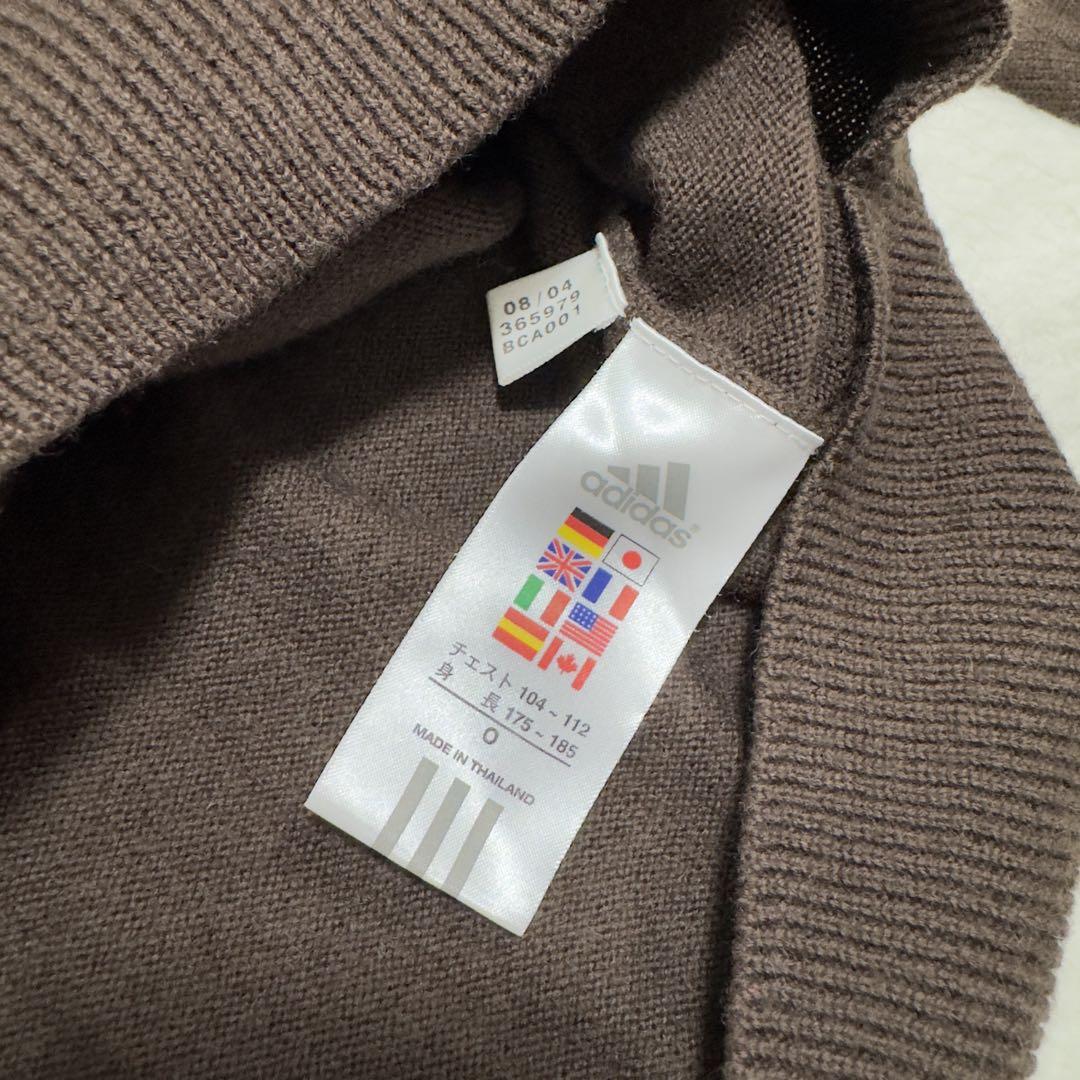 08/04
365979
BCA001
adidas®
チェスト 104~112
身 長 175~185
O
MADE IN THAILAND